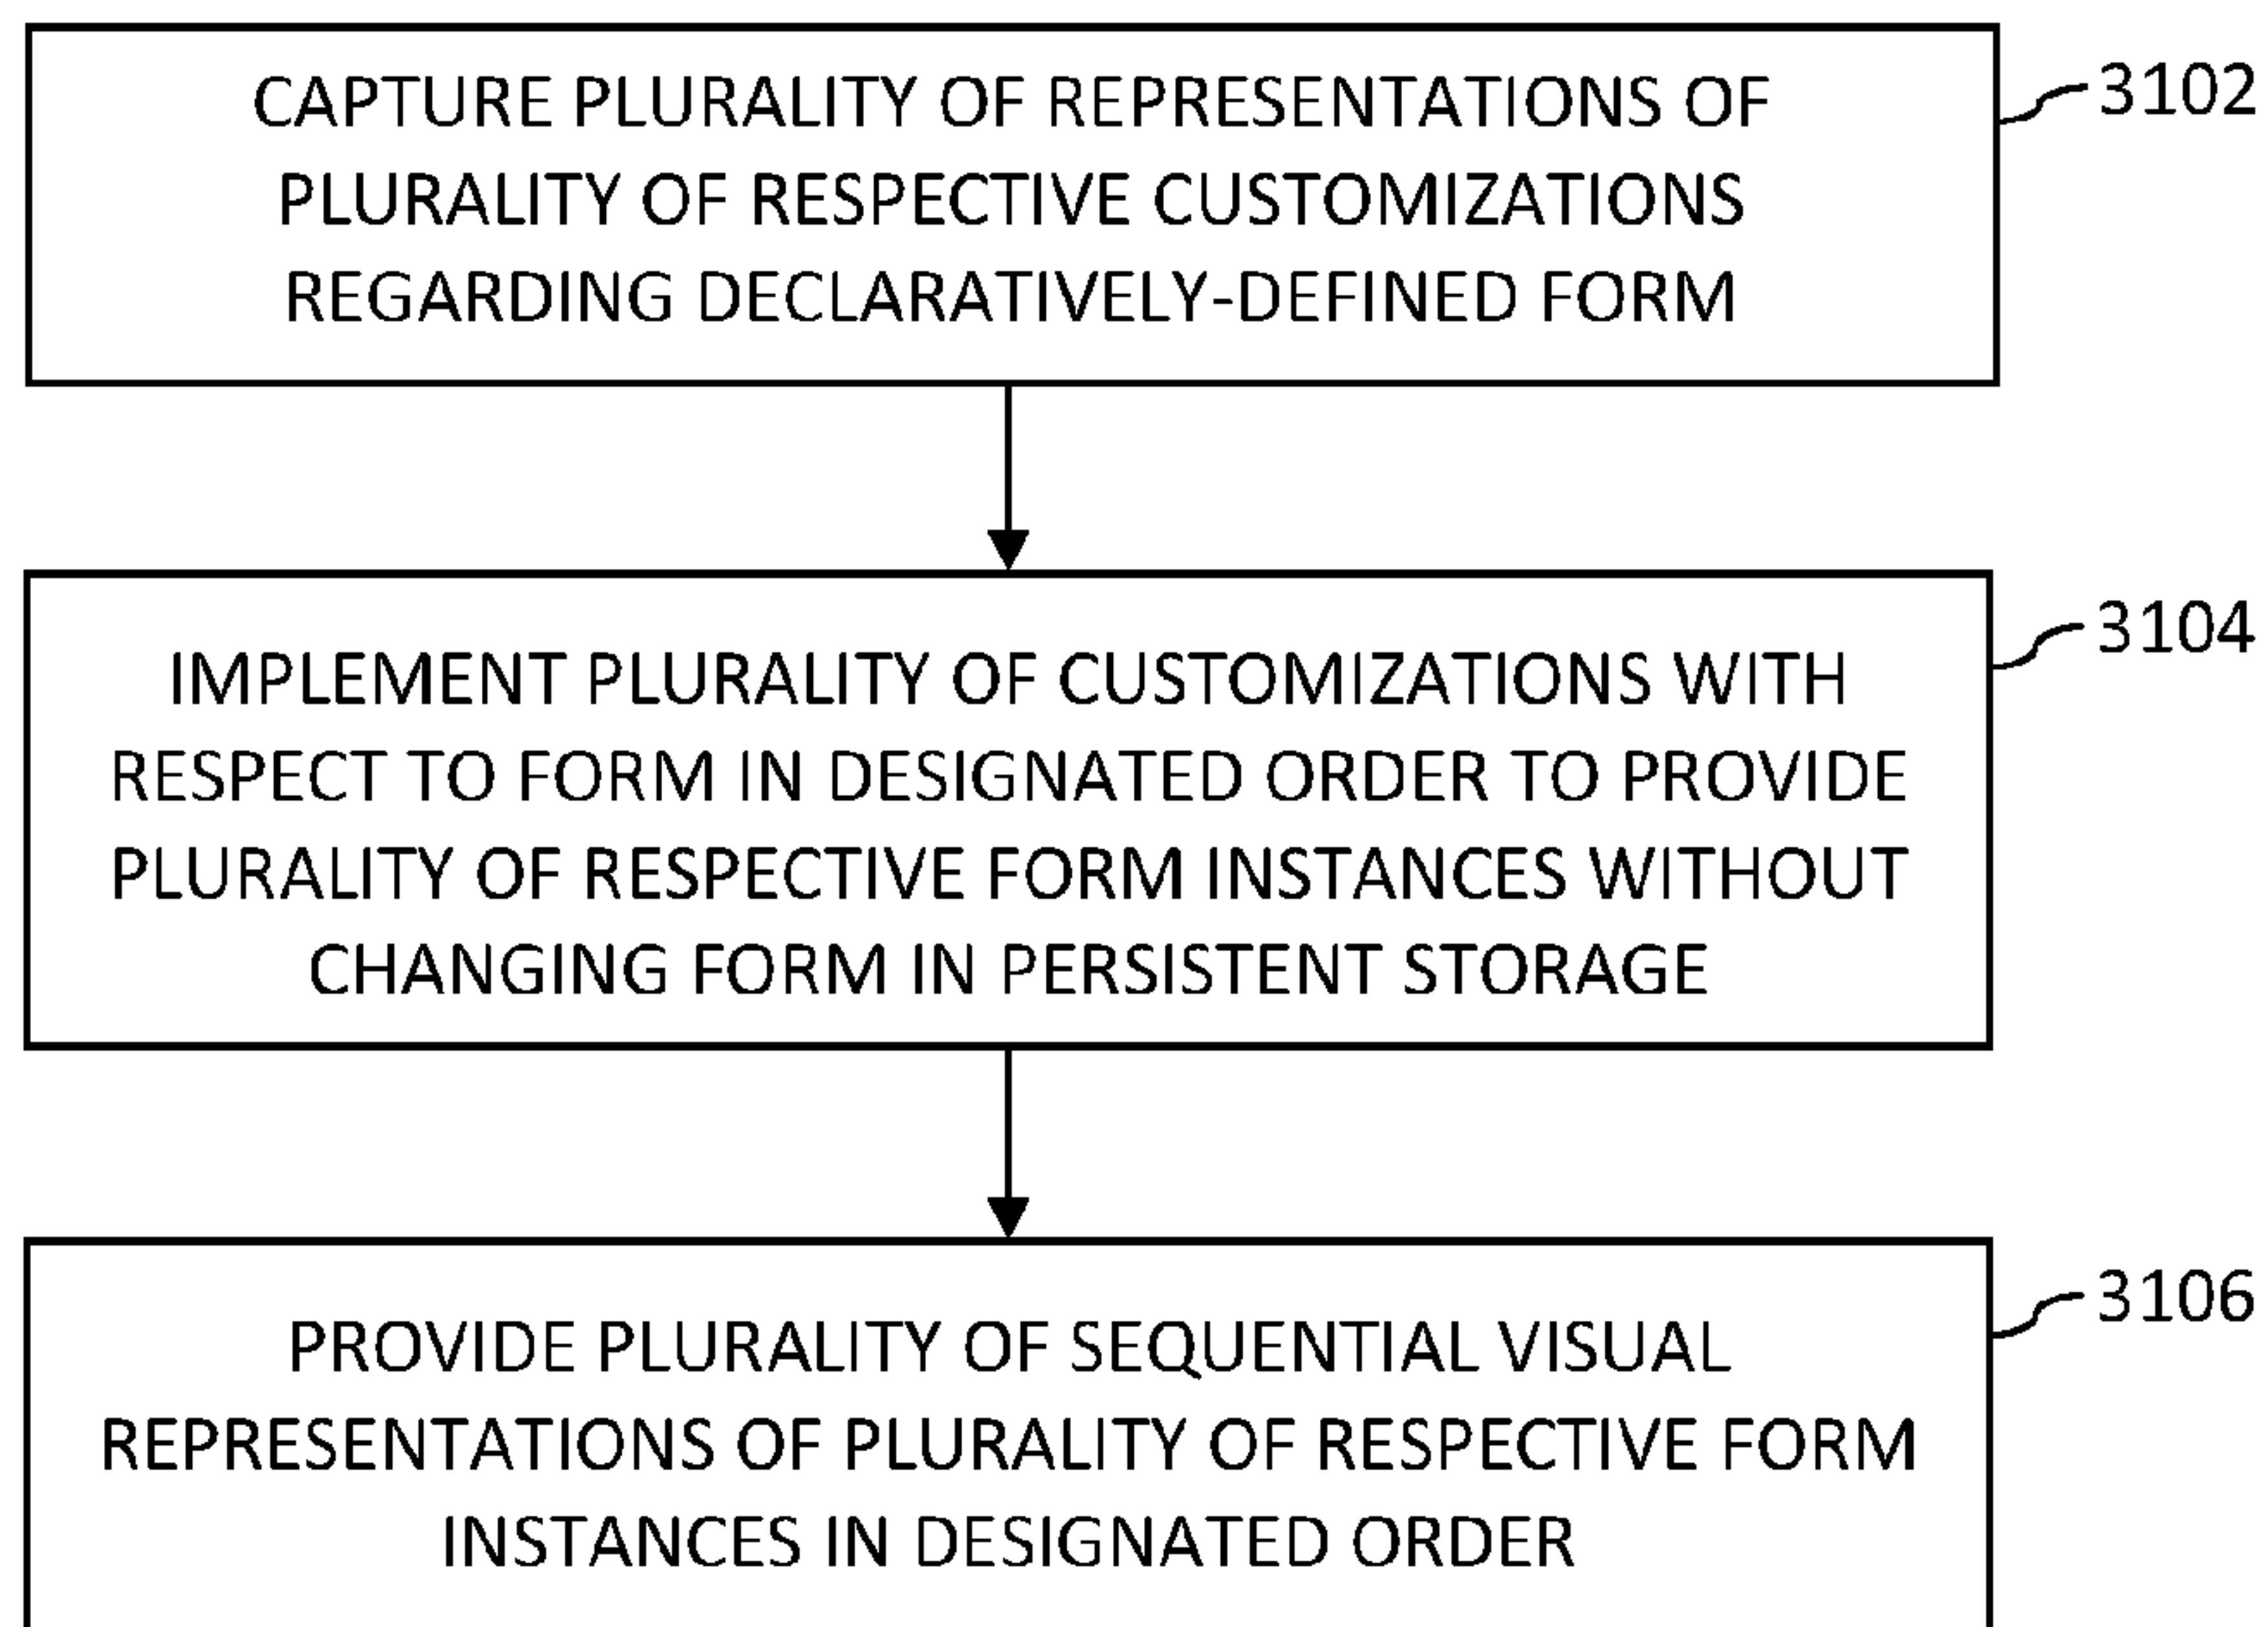 CAPTURE PLURALITY OF REPRESENTATIONS OF
PLURALITY OF RESPECTIVE CUSTOMIZATIONS
REGARDING DECLARATIVELY-DEFINED FORM
3102
IMPLEMENT PLURALITY OF CUSTOMIZATIONS WITH
RESPECT TO FORM IN DESIGNATED ORDER TO PROVIDE
PLURALITY OF RESPECTIVE FORM INSTANCES WITHOUT
CHANGING FORM IN PERSISTENT STORAGE
3104
PROVIDE PLURALITY OF SEQUENTIAL VISUAL
REPRESENTATIONS OF PLURALITY OF RESPECTIVE FORM
INSTANCES IN DESIGNATED ORDER
3106